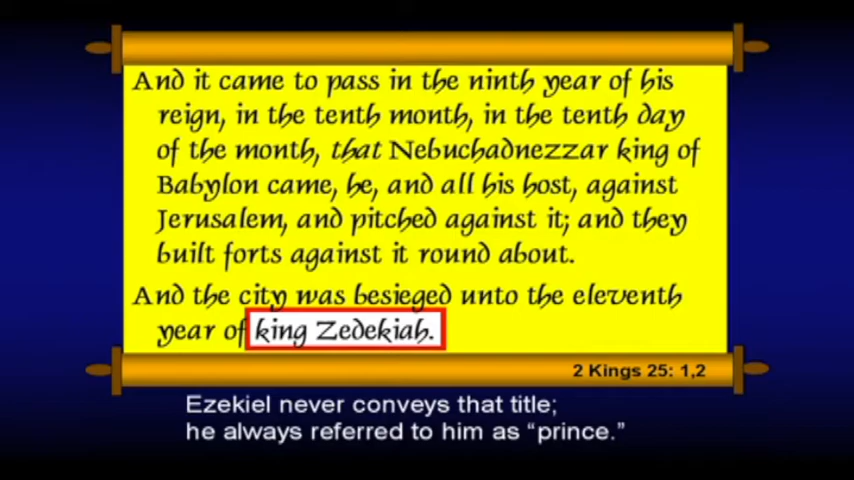 And it came to pass in the ninth year of his
reign, in the tenth month, in the tenth day
of the month, that Nebuchadnezzar king of
Babylon came, he, and all his host, against
Jerusalem, and pitched against it; and they
built forts against it round about.
And the city was besieged unto the eleventh
year of king Zedekiah.
2 Kings 25: 1,2
Ezekiel never conveys that title;
he always referred to him as “prince.”